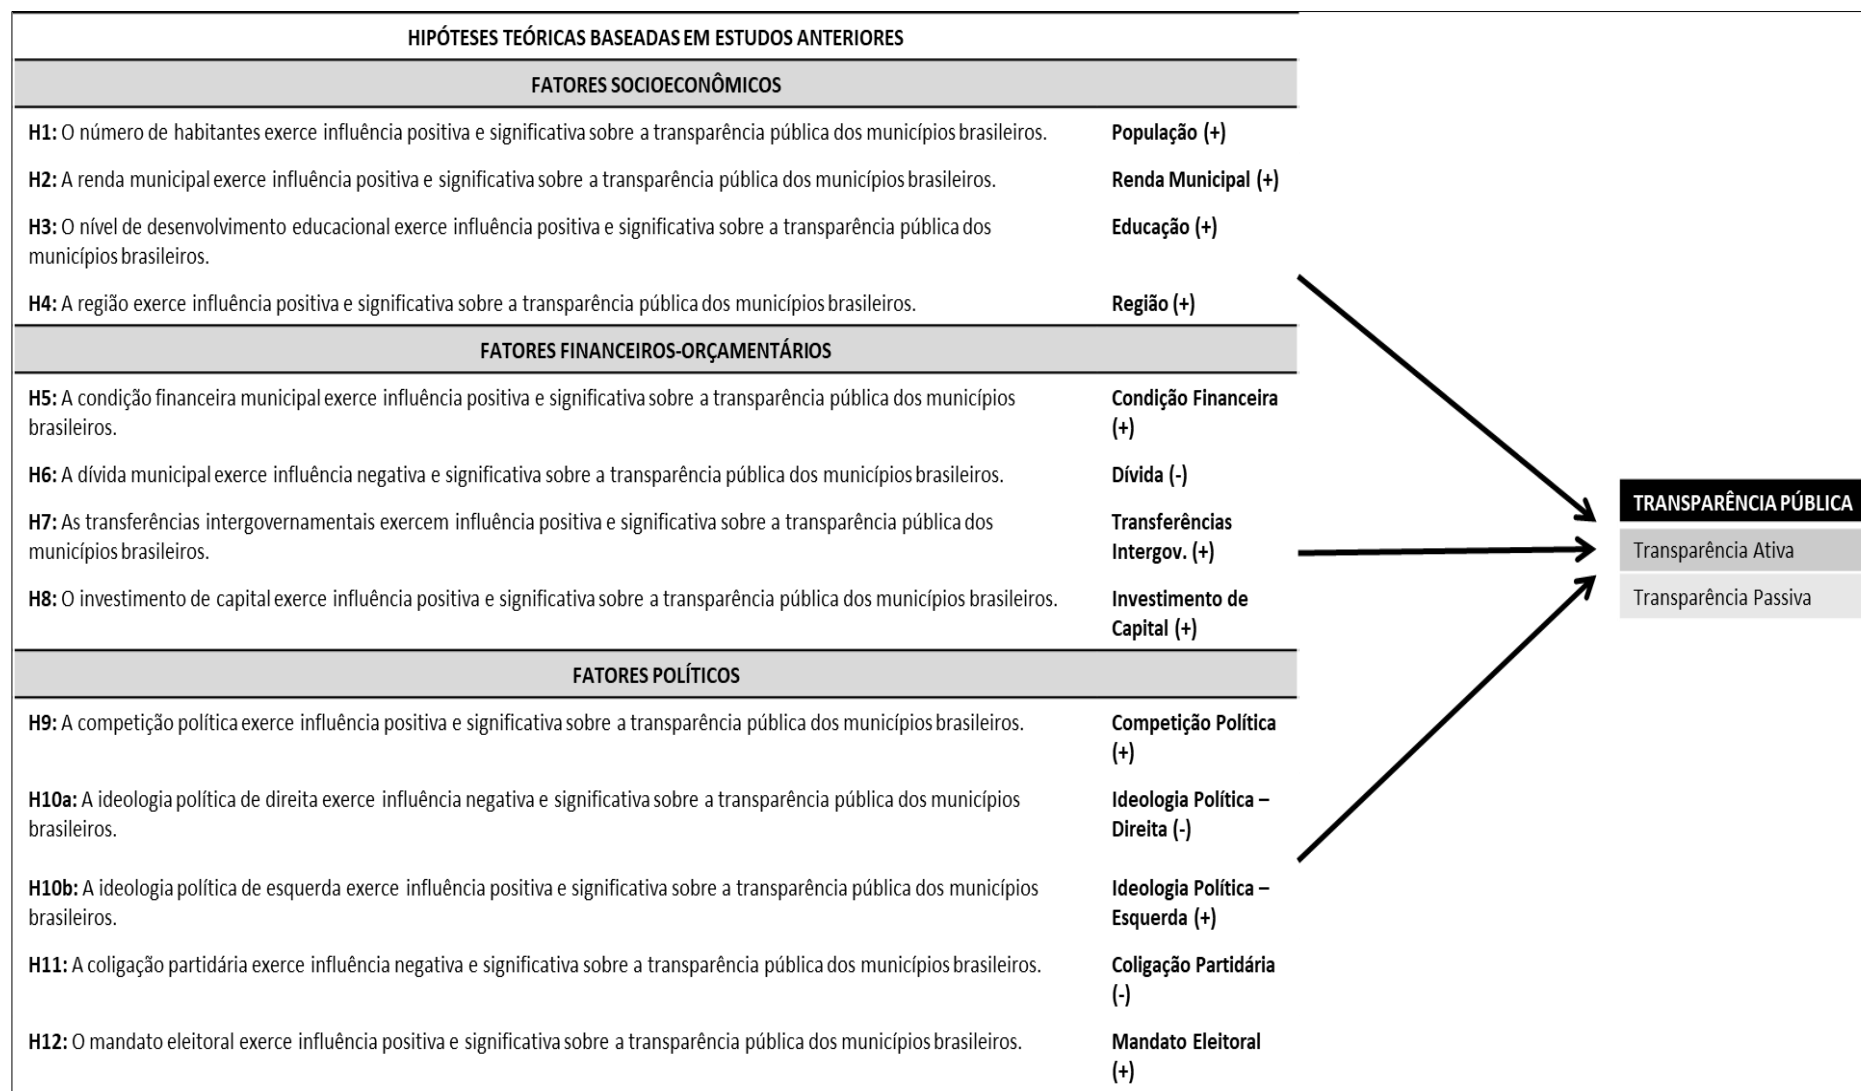 HIPÓTESES TEÓRICAS BASEADAS EM ESTUDOS ANTERIORES
FATORES SOCIOECONÔMICOS
H1: O número de habitantes exerce influência positiva e significativa sobre a transparência pública dos municípios brasileiros.
População (+)
H2: A renda municipal exerce influência positiva e significativa sobre a transparência pública dos municípios brasileiros.
Renda Municipal (+)
H3: O nível de desenvolvimento educacional exerce influência positiva e significativa sobre a transparência pública dos
municípios brasileiros.
Educação (+)
H4: A região exerce influência positiva e significativa sobre a transparência pública dos municípios brasileiros.
Região (+)
FATORES FINANCEIROS-ORÇAMENTÁRIOS
H5: A condição financeira municipal exerce influência positiva e significativa sobre a transparência pública dos municípios
brasileiros.
Condição Financeira
(+)
H6: A dívida municipal exerce influência negativa e significativa sobre a transparência pública dos municípios brasileiros.
Dívida (-)
H7: As transferências intergovernamentais exercem influência positiva e significativa sobre a transparência pública dos
municípios brasileiros.
Transferências
Intergov. (+)
H8: O investimento de capital exerce influência positiva e significativa sobre a transparência pública dos municípios brasileiros.
Investimento de
Capital (+)
FATORES POLÍTICOS
H9: A competição política exerce influência positiva e significativa sobre a transparência pública dos municípios brasileiros.
Competição Política
(+)
H10a: A ideologia política de direita exerce influência negativa e significativa sobre a transparência pública dos municípios
brasileiros.
Ideologia Política –
Direita (-)
H10b: A ideologia política de esquerda exerce influência positiva e significativa sobre a transparência pública dos municípios
brasileiros.
Ideologia Política –
Esquerda (+)
H11: A coligação partidária exerce influência negativa e significativa sobre a transparência pública dos municípios brasileiros.
Coligação Partidária
(-)
H12: O mandato eleitoral exerce influência positiva e significativa sobre a transparência pública dos municípios brasileiros.
Mandato Eleitoral
(+)
TRANSPARÊNCIA PÚBLICA
Transparência Ativa
Transparência Passiva